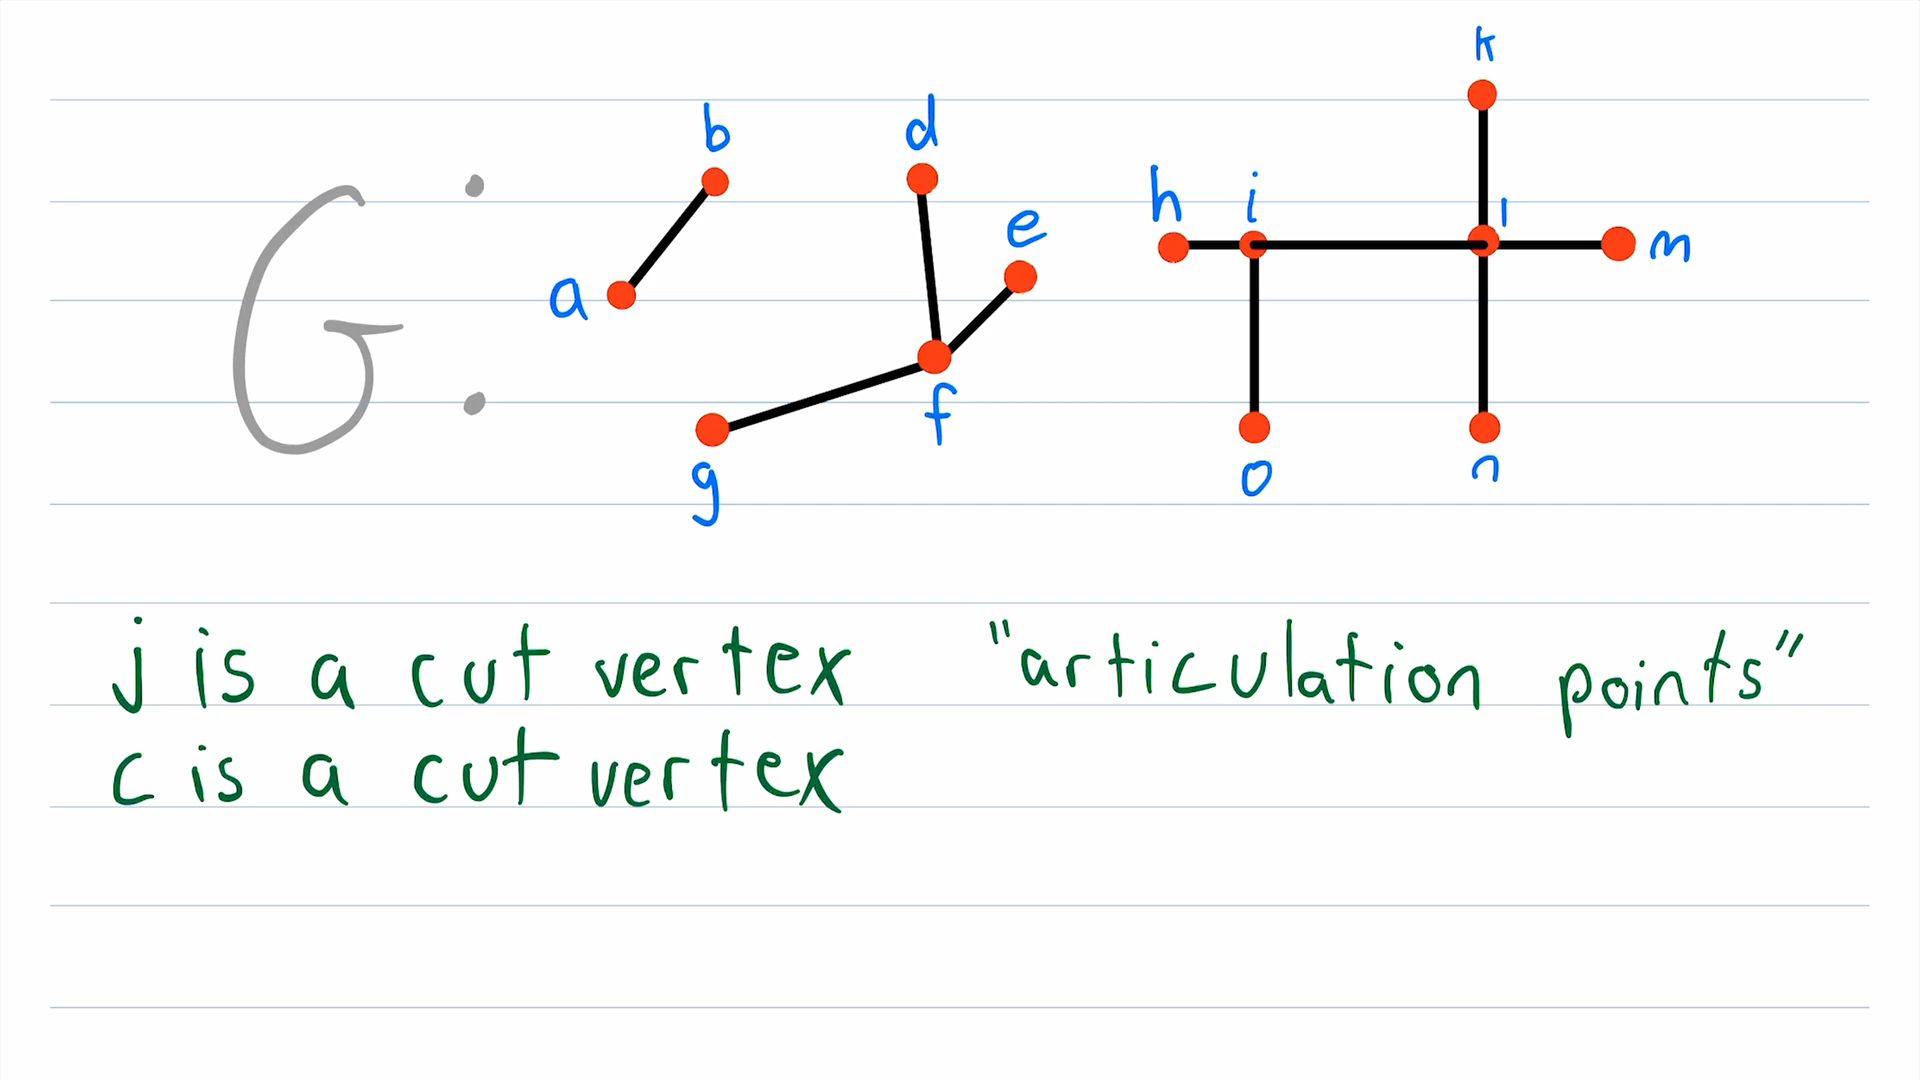 G:
a
b
d
e
f
g
h
i
k
l
m
n
o
j is a cut vertex "articulation points"
c is a cut vertex